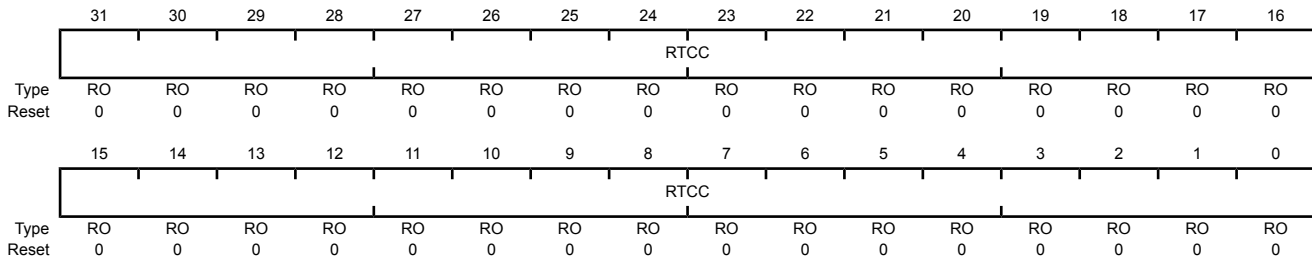 31 30 29 28 27 26 25 24 23 22 21 20 19 18 17 16
RTCC
Type RO RO RO RO RO RO RO RO RO RO RO RO RO RO RO RO
Reset 0 0 0 0 0 0 0 0 0 0 0 0 0 0 0 0
15 14 13 12 11 10 9 8 7 6 5 4 3 2 1 0
RTCC
Type RO RO RO RO RO RO RO RO RO RO RO RO RO RO RO RO
Reset 0 0 0 0 0 0 0 0 0 0 0 0 0 0 0 0